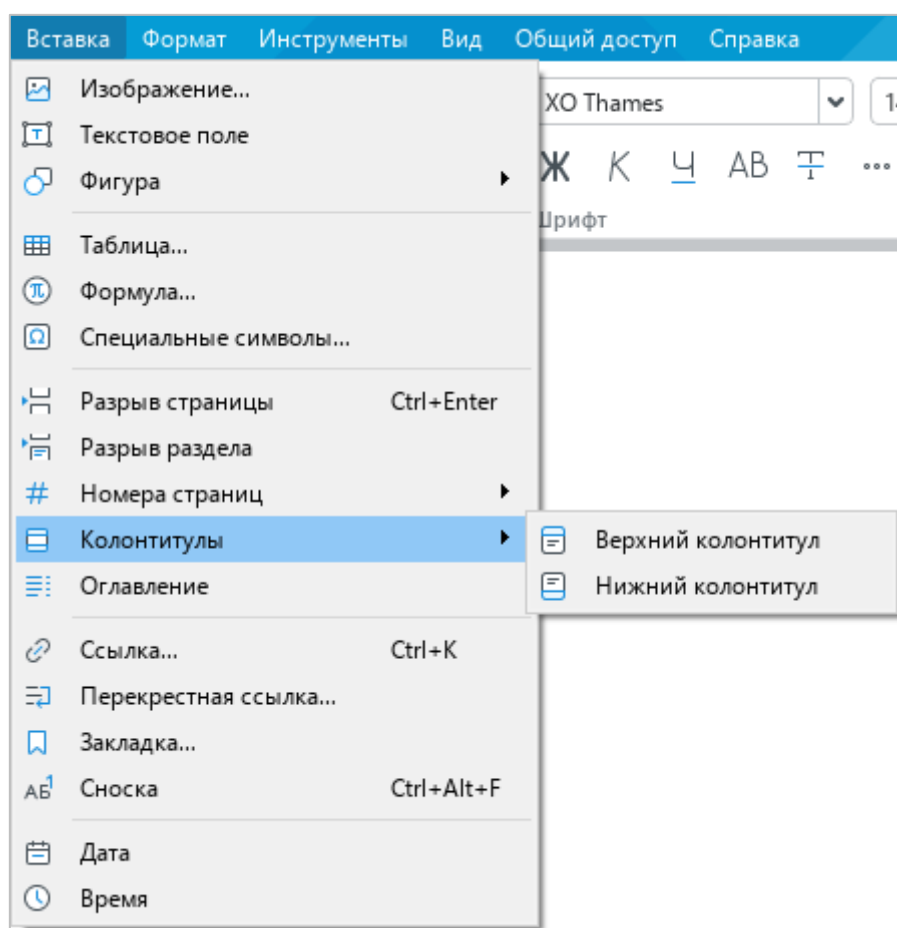 Вставка Формат Инструменты Вид Общий доступ Справка
Изображение...
XO Thames
Текстовое поле
Ж К Ч АВ Т
Фигура
Таблица...
Формула...
Специальные символы...
Разрыв страницы Ctrl+Enter
Разрыв раздела
# Номера страниц
Колонтитулы
Верхний колонтитул
Оглавление
Нижний колонтитул
Ссылка... Ctrl+K
Перекрестная ссылка...
Закладка...
АБ1 Сноска Ctrl+Alt+F
Дата
Время